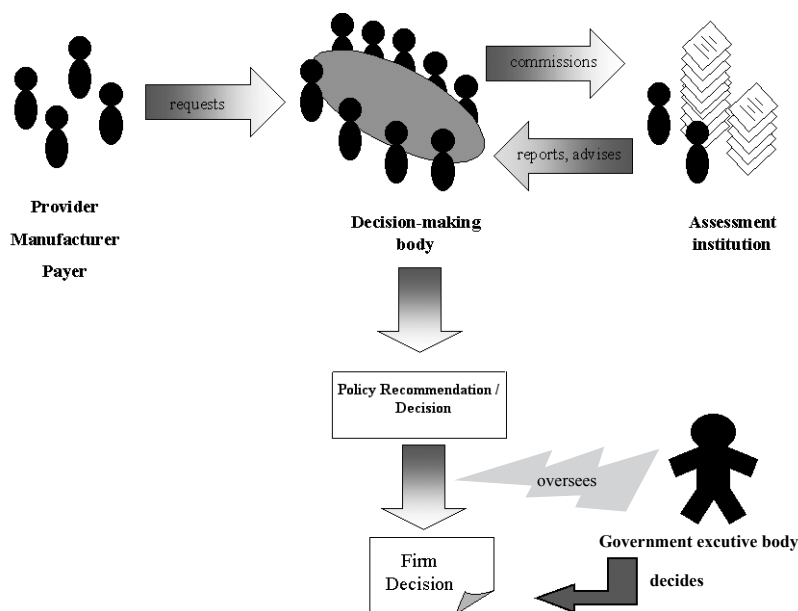 requests
commissions
reports, advises
Provider
Manufacturer
Payer
Decision-making
body
Assessment
institution
Policy Recommendation /
Decision
oversees
Government excutive body
Firm
Decision
decides